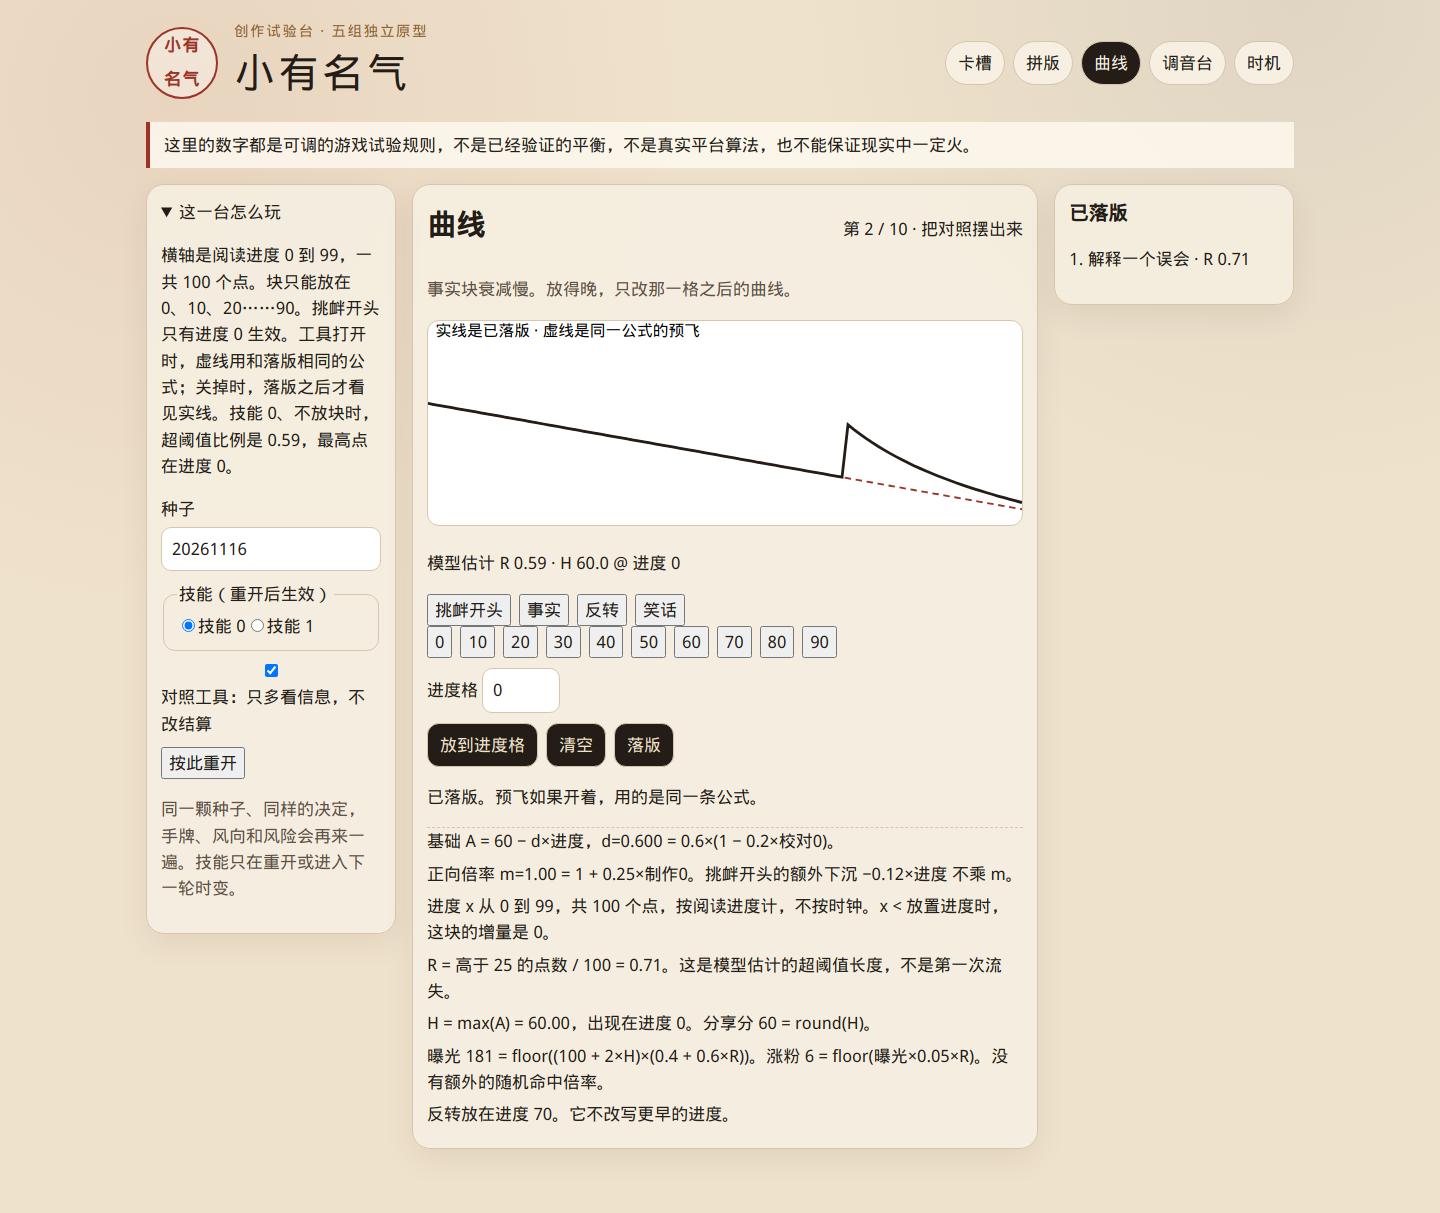 小有
名气
创作试验台 · 五组独立原型
小有名气
卡槽
拼版
曲线
调音台
时机
这里的数字都是可调的游戏试验规则，不是已经验证的平衡，不是真实平台算法，也不能保证现实中一定火。
▼ 这一台怎么玩
横轴是阅读进度 0 到 99，一
共 100 个点。块只能放在
0、10、20……90。挑衅开头
只有进度 0 生效。工具打开
时，虚线用和落版相同的公
式；关掉时，落版之后才看
见实线。技能 0、不放块时，
超阈值比例是 0.59，最高点
在进度 0。
种子
20261116
技能（重开后生效）
技能 0 技能 1
对照工具：只多看信息，不
改结算
按此重开
同一颗种子、同样的决定，
手牌、风向和风险会再来一
遍。技能只在重开或进入下
一轮时变。
曲线
第 2 / 10 · 把对照摆出来
事实块衰减慢。放得晚，只改那一格之后的曲线。
实线是已落版 · 虚线是同一公式的预飞
模型估计 R 0.59 · H 60.0 @ 进度 0
挑衅开头 事实 反转 笑话
0 10 20 30 40 50 60 70 80 90
进度格 0
放到进度格 清空 落版
已落版。预飞如果开着，用的是同一条公式。
基础 A = 60 − d×进度，d=0.600 = 0.6×(1 − 0.2×校对0)。
正向倍率 m=1.00 = 1 + 0.25×制作0。挑衅开头的额外下沉 −0.12×进度 不乘 m。
进度 x 从 0 到 99，共 100 个点，按阅读进度计，不按时钟。x < 放置进度时，
这块的增量是 0。
R = 高于 25 的点数 / 100 = 0.71。这是模型估计的超阈值长度，不是第一次流
失。
H = max(A) = 60.00，出现在进度 0。分享分 60 = round(H)。
曝光 181 = floor((100 + 2×H)×(0.4 + 0.6×R))。涨粉 6 = floor(曝光×0.05×R)。没
有额外的随机命中倍率。
反转放在进度 70。它不改写更早的进度。
已落版
1. 解释一个误会 · R 0.71